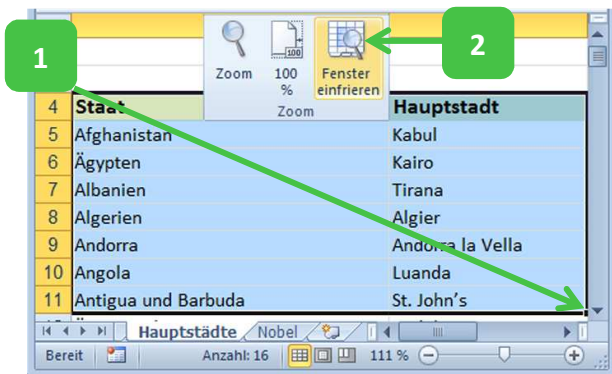 1
2
Zoom
100
100
%
Fenster
einfrieren
Zoom
4 Staat Hauptstadt
5 Afghanistan Kabul
6 Ägypten Kairo
7 Albanien Tirana
8 Algerien Algier
9 Andorra Andorra la Vella
10 Angola Luanda
11 Antigua und Barbuda St. John's
Hauptstädte Nobel
Bereit Anzahl: 16 111 %